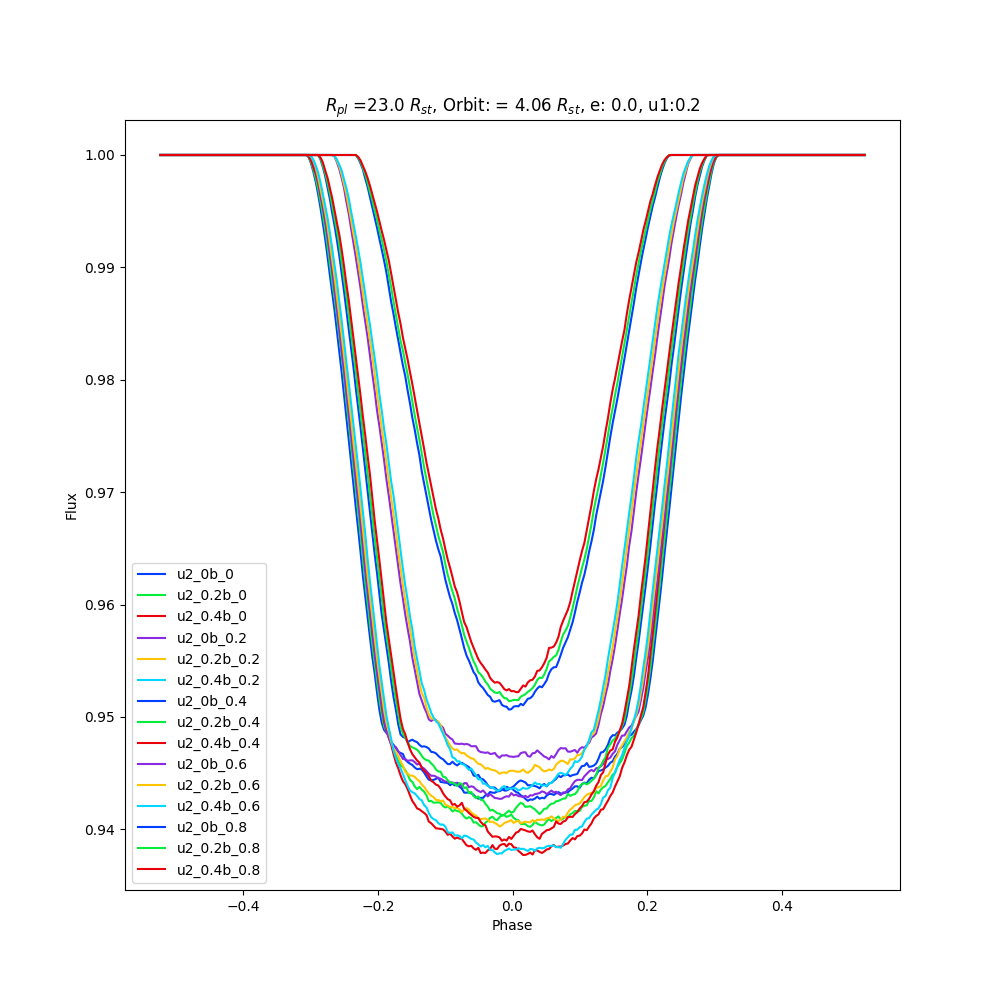 R_pl =23.0 R_st, Orbit: = 4.06 R_st, e: 0.0, u1:0.2
1.00
0.99
0.98
0.97
0.96
0.95
0.94
Flux
u2_0b_0
u2_0.2b_0
u2_0.4b_0
u2_0b_0.2
u2_0.2b_0.2
u2_0.4b_0.2
u2_0b_0.4
u2_0.2b_0.4
u2_0.4b_0.4
u2_0b_0.6
u2_0.2b_0.6
u2_0.4b_0.6
u2_0b_0.8
u2_0.2b_0.8
u2_0.4b_0.8
−0.4 −0.2 0.0 0.2 0.4
Phase